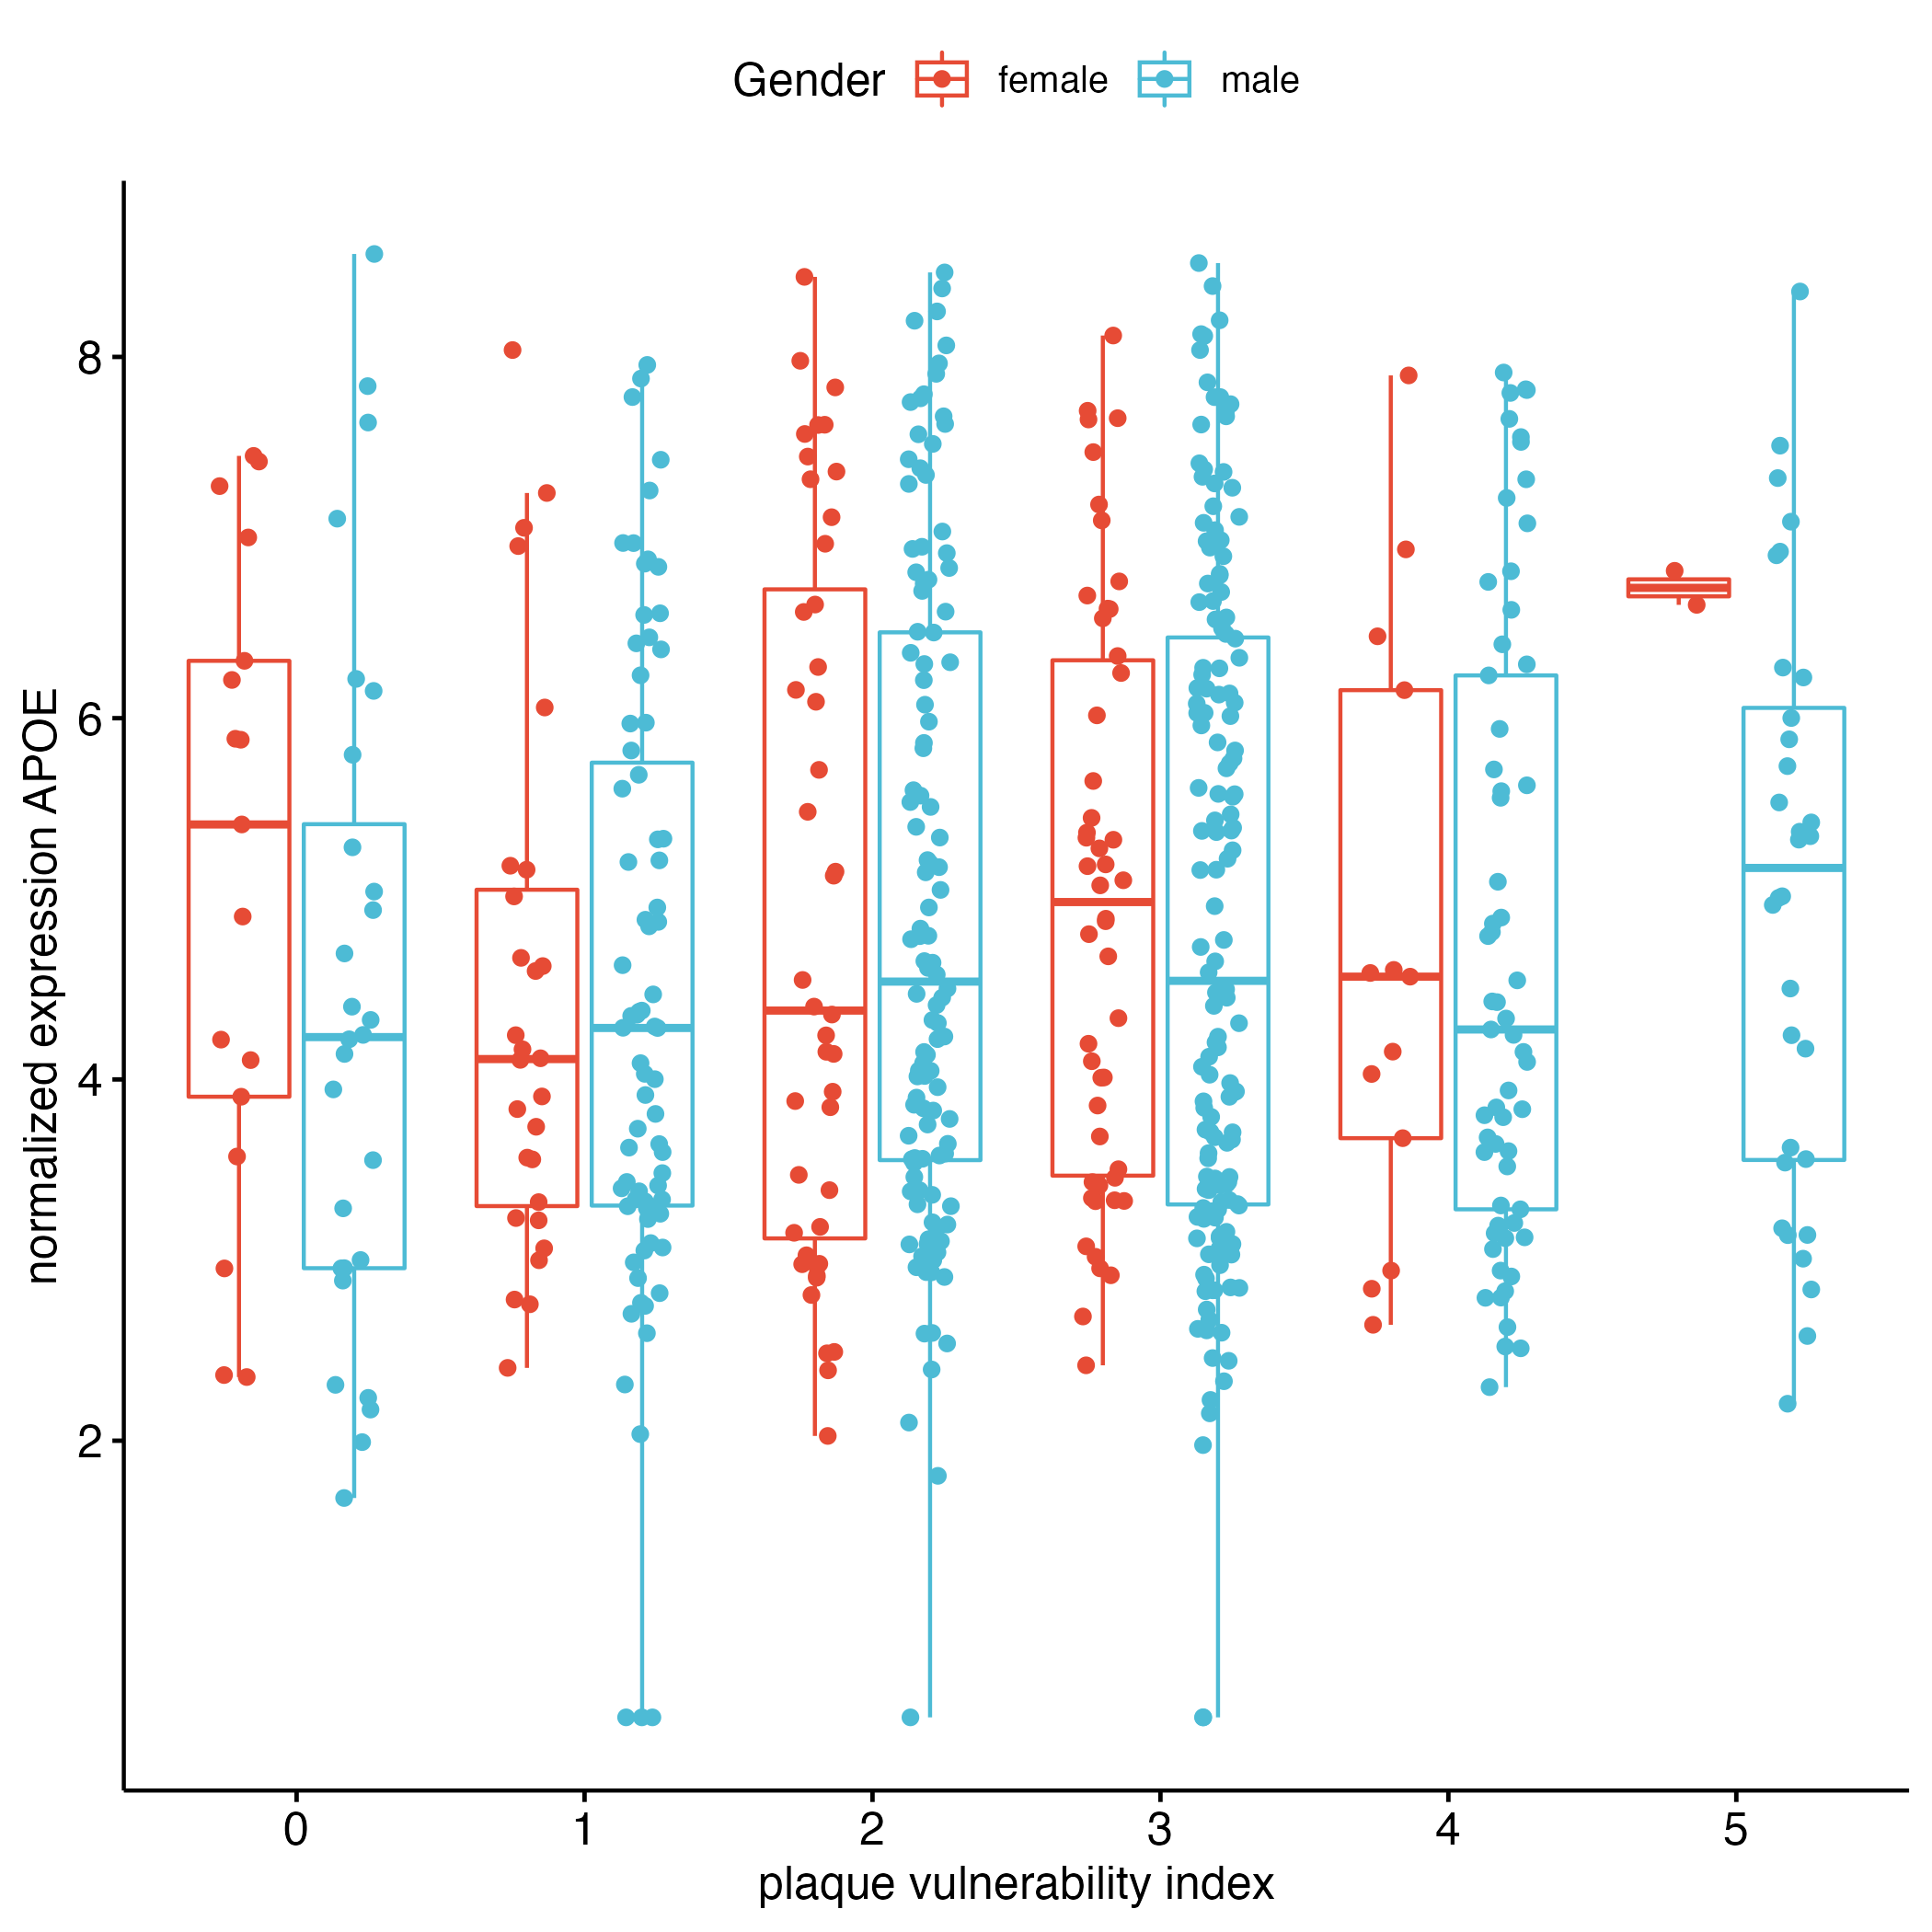 Gender female male
normalized expression APOE
8
6
4
2
0 1 2 3 4 5
plaque vulnerability index